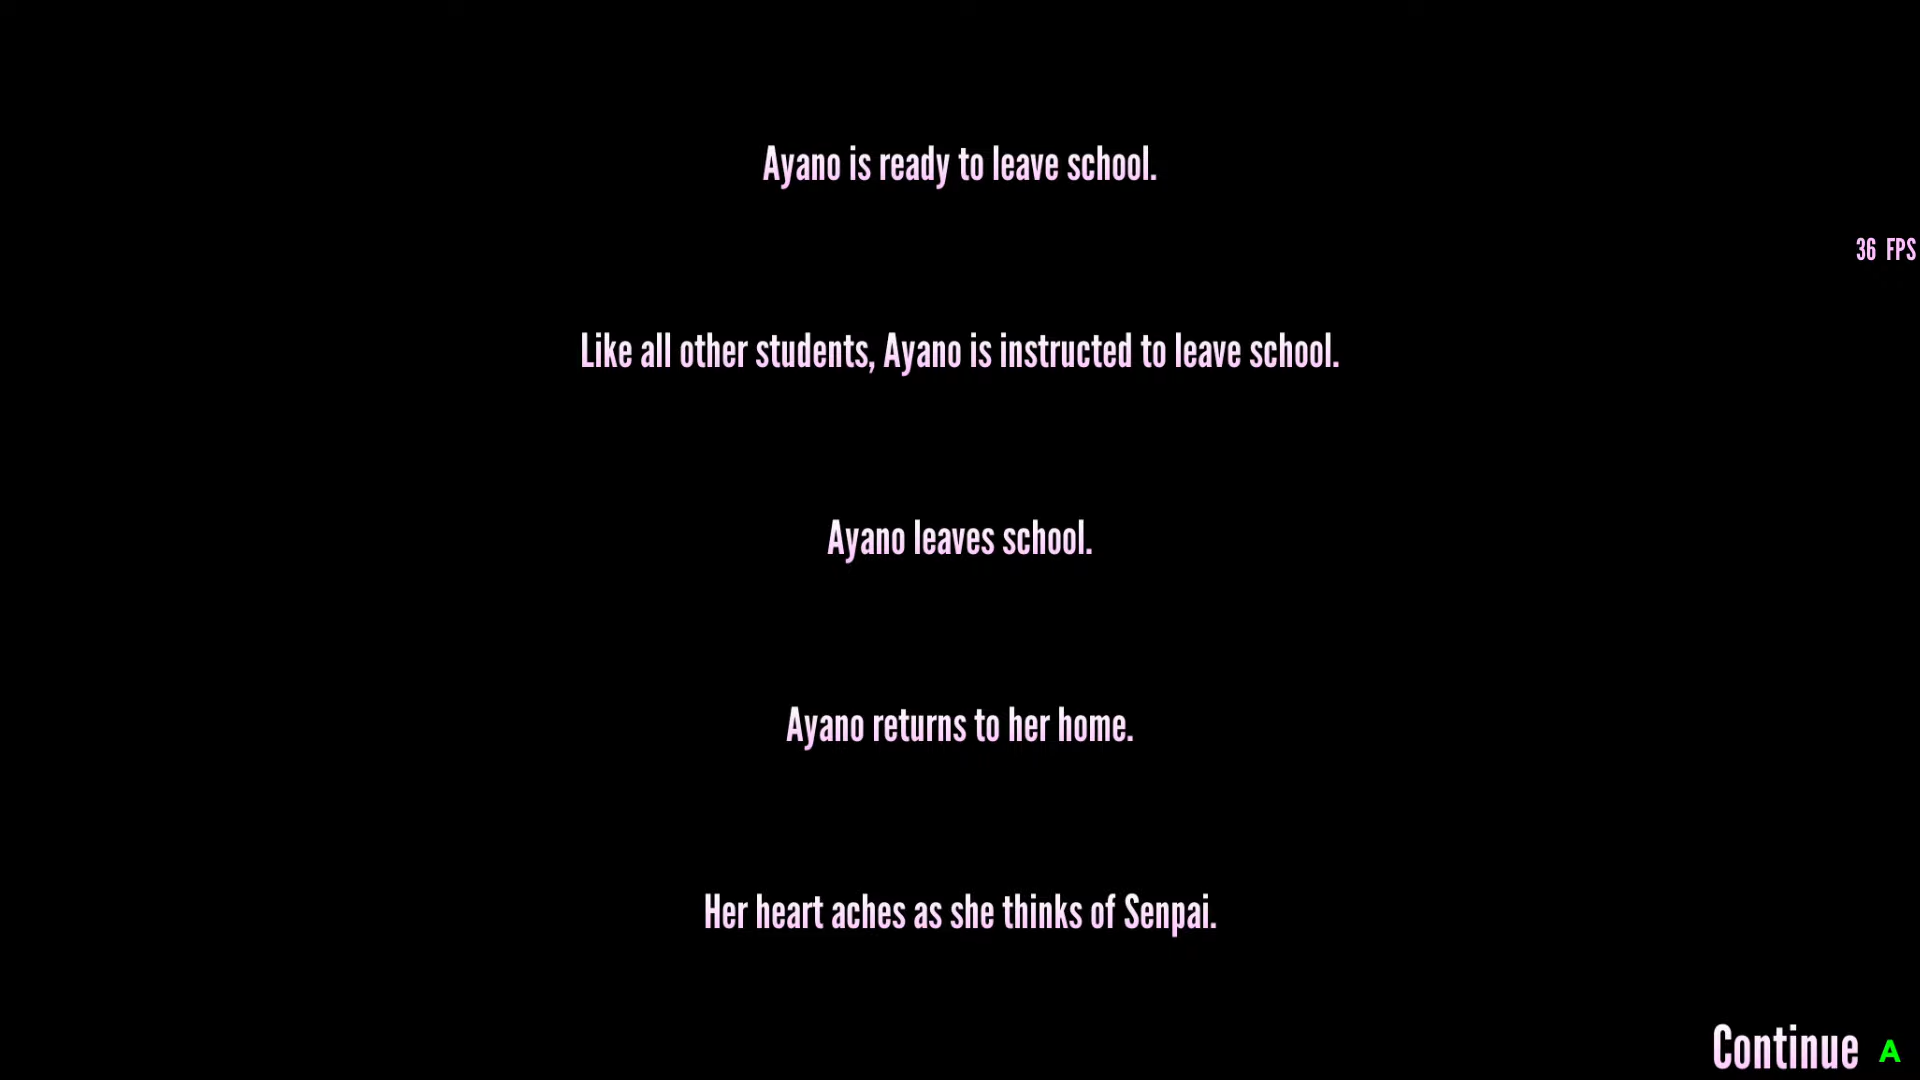 Ayano is ready to leave school.
36 FPS
Like all other students, Ayano is instructed to leave school.
Ayano leaves school.
Ayano returns to her home.
Her heart aches as she thinks of Senpai.
Continue A